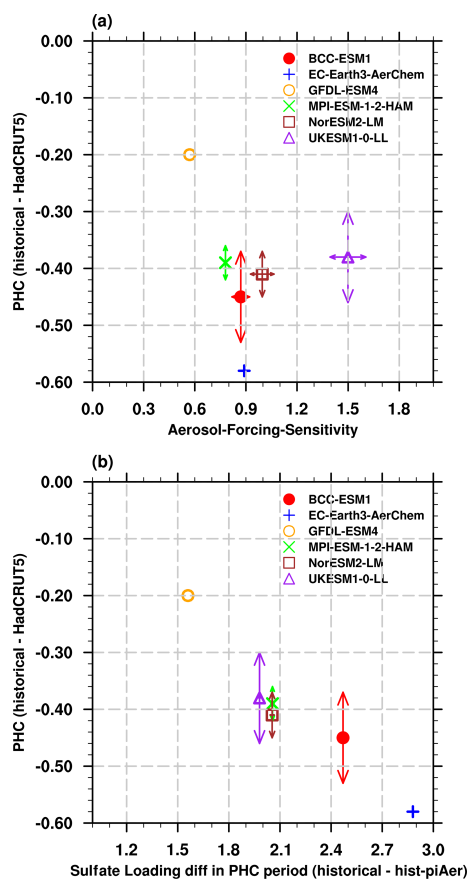 (a)
PHC (historical - HadCRUT5)
0.00
-0.10
-0.20
-0.30
-0.40
-0.50
-0.60
BCC-ESM1
EC-Earth3-AerChem
GFDL-ESM4
MPI-ESM-1-2-HAM
NorESM2-LM
UKESM1-0-LL
0.0 0.3 0.6 0.9 1.2 1.5 1.8
Aerosol-Forcing-Sensitivity
(b)
PHC (historical - HadCRUT5)
0.00
-0.10
-0.20
-0.30
-0.40
-0.50
-0.60
BCC-ESM1
EC-Earth3-AerChem
GFDL-ESM4
MPI-ESM-1-2-HAM
NorESM2-LM
UKESM1-0-LL
1.2 1.5 1.8 2.1 2.4 2.7 3.0
Sulfate Loading diff in PHC period (historical - hist-piAer)